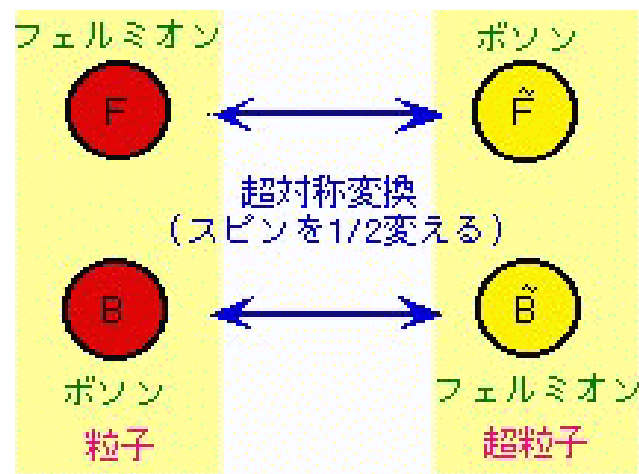 フェルミオン
ボソン
F
F̃
超対称変換
(スピンを1/2変える)
B
B̃
ボソン
フェルミオン
粒子
超粒子